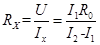 R_X = U/I_x = I_1R_0/I_2-I_1